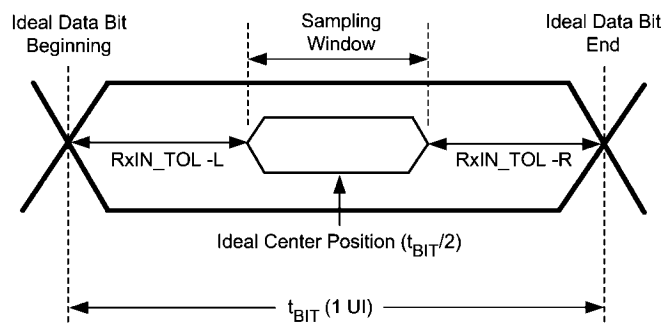 Ideal Data Bit
Beginning
Sampling
Window
Ideal Data Bit
End
RxIN_TOL -L
RxIN_TOL -R
Ideal Center Position (tBIT/2)
tBIT (1 UI)